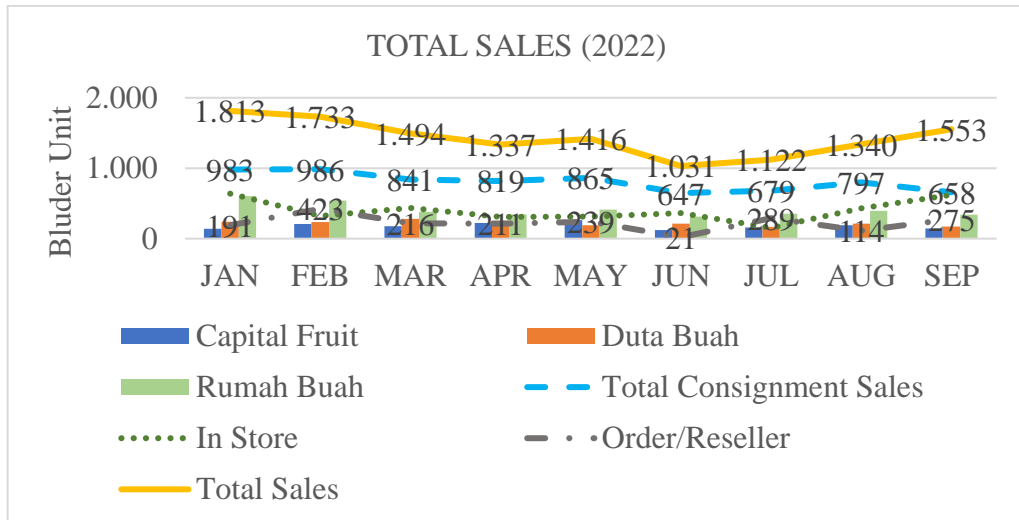 TOTAL SALES (2022)
Bluder Unit
2.000
1.000
0
1.813 1.733 1.494 1.337 1.416 1.031 1.122 1.340 1.553
983 986 841 819 865 647 679 797 658
191 423 216 211 239 21 289 114 275
JAN FEB MAR APR MAY JUN JUL AUG SEP
Capital Fruit Duta Buah
Rumah Buah Total Consignment Sales
In Store Order/Reseller
Total Sales